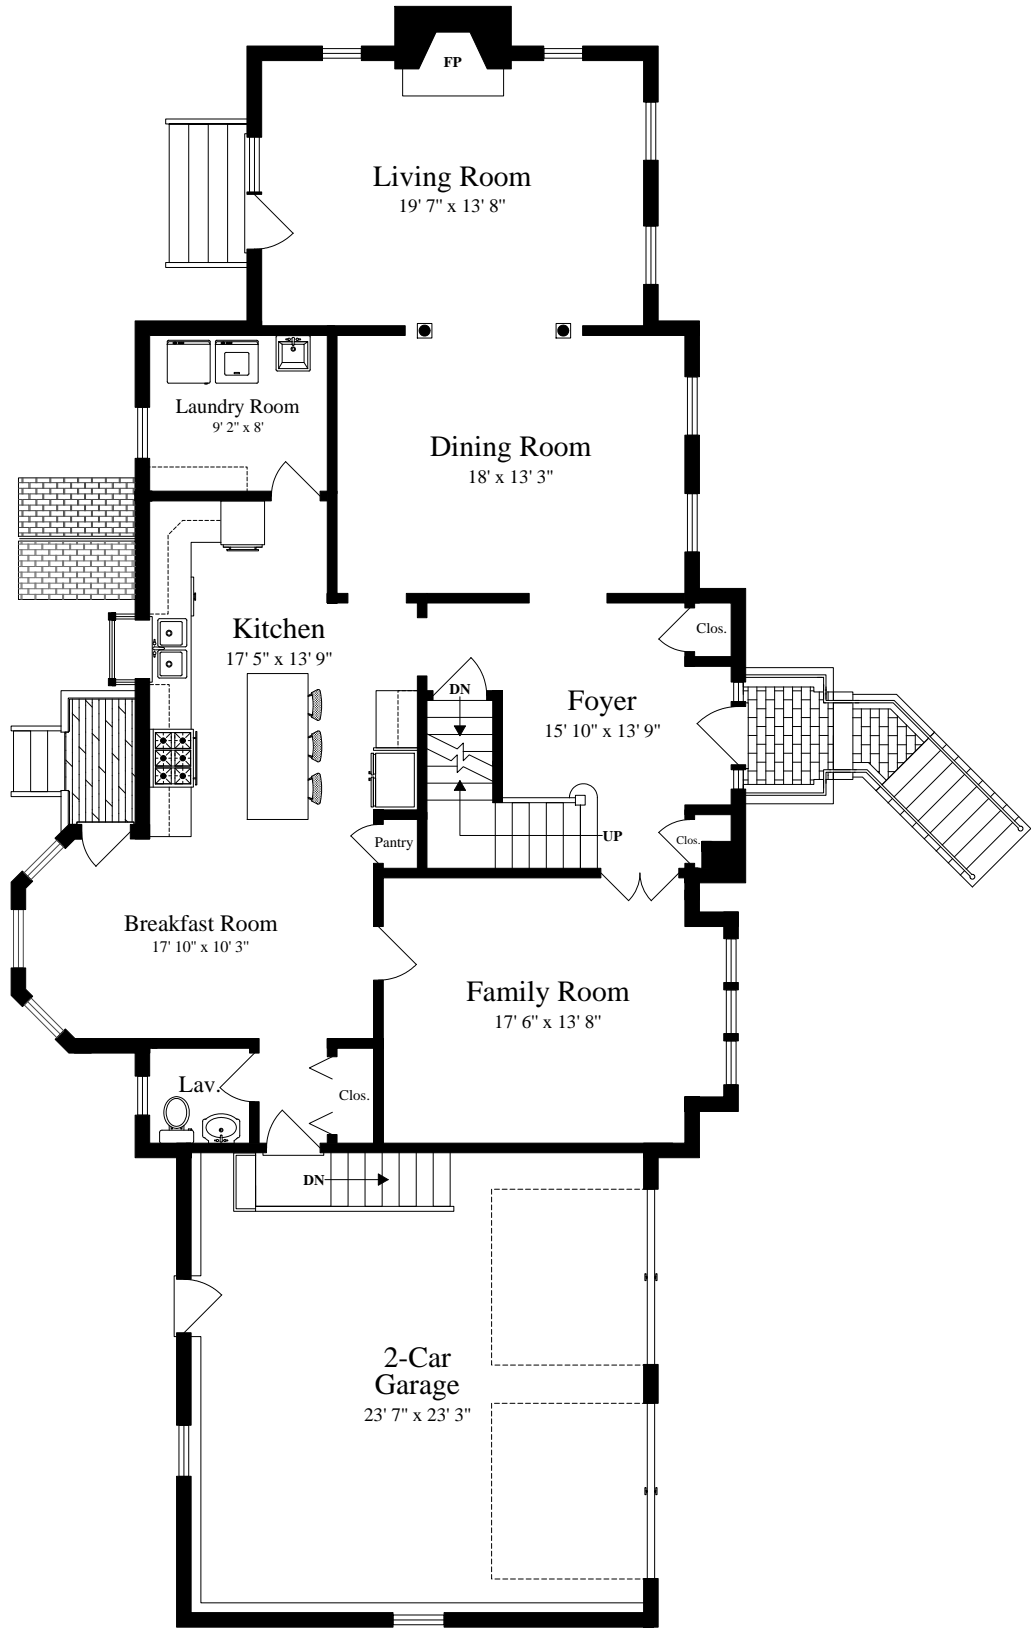 FP
Living Room
19' 7" x 13' 8"
Laundry Room
9' 2" x 8'
Dining Room
18' x 13' 3"
Kitchen
17' 5" x 13' 9"
Clos.
DN
Foyer
15' 10" x 13' 9"
UP
Clos.
Pantry
Breakfast Room
17' 10" x 10' 3"
Family Room
17' 6" x 13' 8"
Lav.
Clos.
DN
2-Car
Garage
23' 7" x 23' 3"